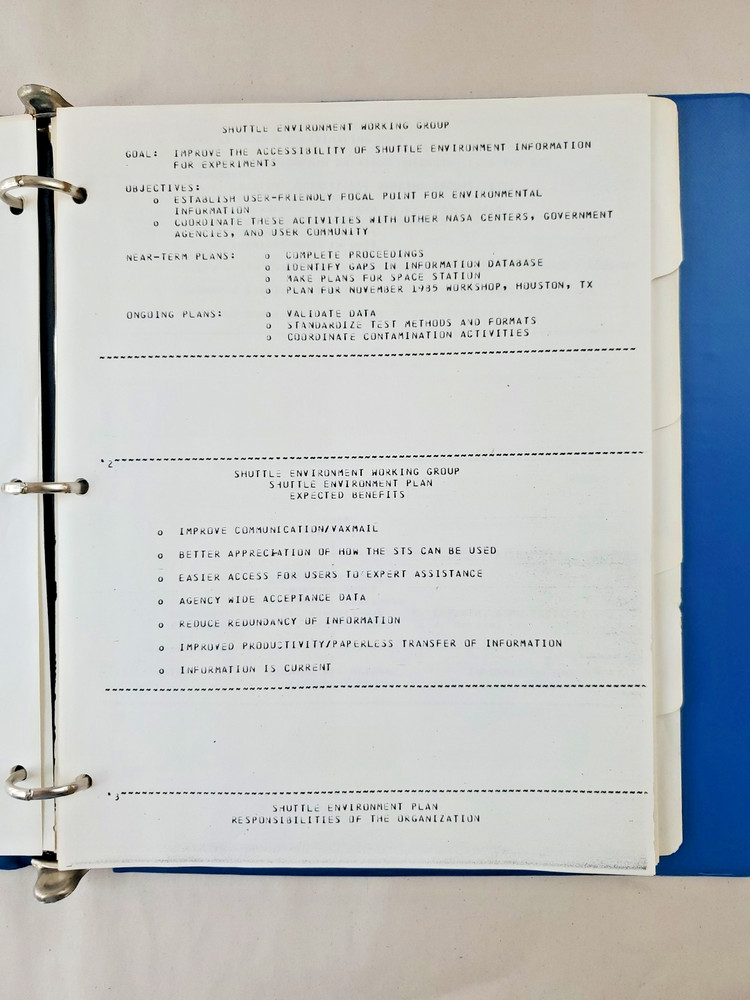 SHUTTLE ENVIRONMENT WORKING GROUP
GOAL: IMPROVE THE ACCESSIBILITY OF SHUTTLE ENVIRONMENT INFORMATION
FOR EXPERIMENTS
OBJECTIVES:
o ESTABLISH USER-FRIENDLY FOCAL POINT FOR ENVIRONMENTAL
INFORMATION
o COORDINATE THESE ACTIVITIES WITH OTHER NASA CENTERS, GOVERNMENT
AGENCIES, AND USER COMMUNITY
NEAR-TERM PLANS: o COMPLETE PROCEEDINGS
o IDENTIFY GAPS IN INFORMATION DATABASE
o MAKE PLANS FOR SPACE STATION
o PLAN FOR NOVEMBER 1985 WORKSHOP, HOUSTON, TX
ONGOING PLANS: o VALIDATE DATA
o STANDARDIZE TEST METHODS AND FORMATS
o COORDINATE CONTAMINATION ACTIVITIES
2
SHUTTLE ENVIRONMENT WORKING GROUP
SHUTTLE ENVIRONMENT PLAN
EXPECTED BENEFITS
o IMPROVE COMMUNICATION/VAXMAIL
o BETTER APPRECIATION OF HOW THE STS CAN BE USED
o EASIER ACCESS FOR USERS TO EXPERT ASSISTANCE
o AGENCY WIDE ACCEPTANCE DATA
o REDUCE REDUNDANCY OF INFORMATION
o IMPROVED PRODUCTIVITY/PAPERLESS TRANSFER OF INFORMATION
o INFORMATION IS CURRENT
3
SHUTTLE ENVIRONMENT PLAN
RESPONSIBILITIES OF THE ORGANIZATION